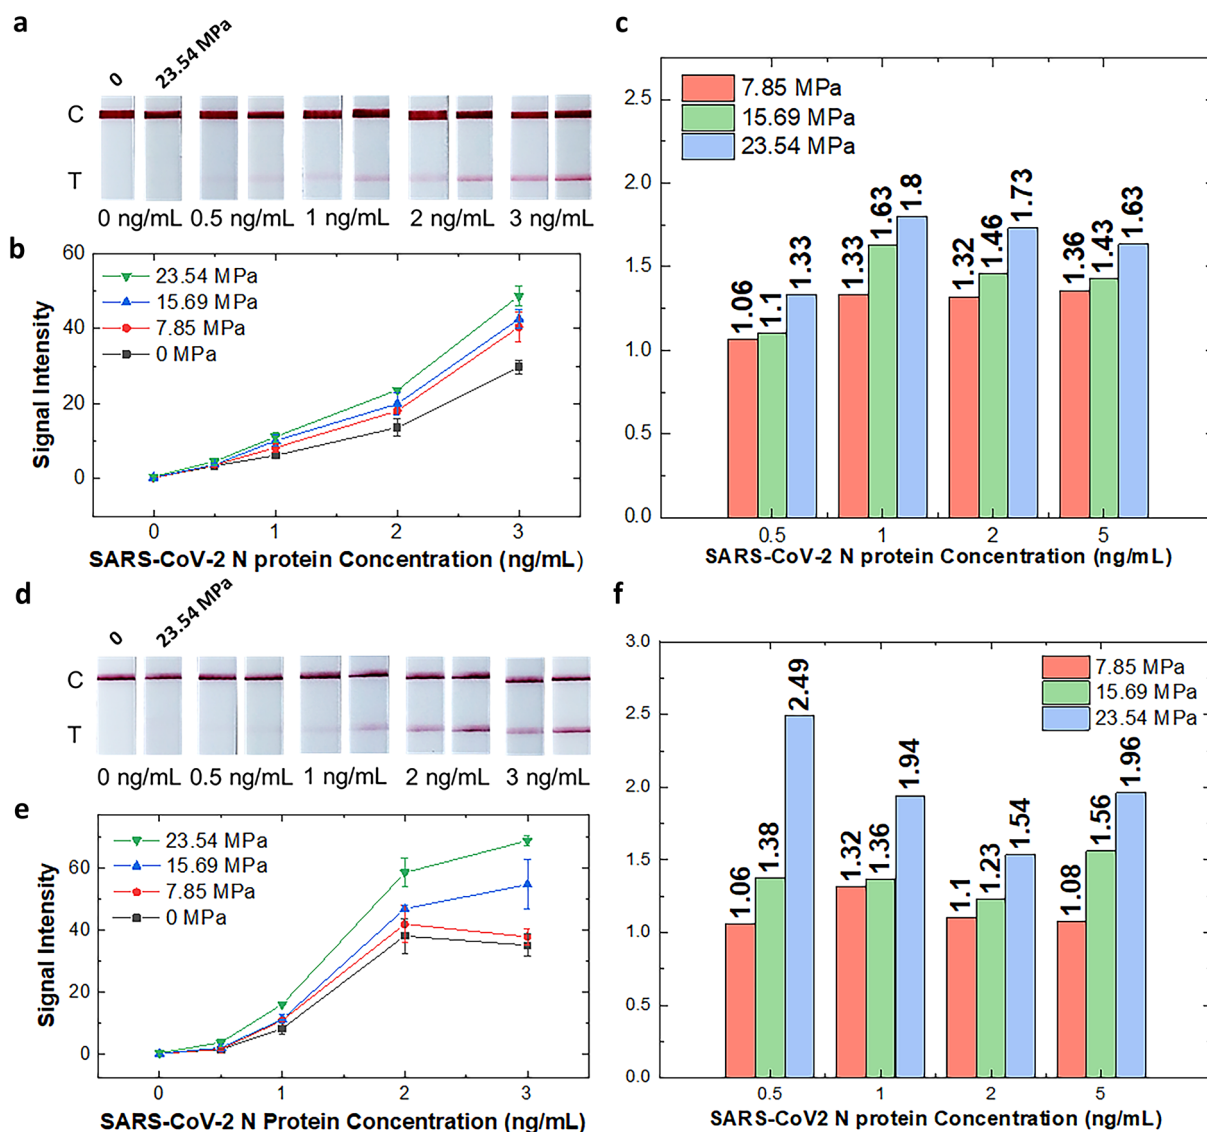 a
0
23.54 MPa
C
T
0 ng/mL 0.5 ng/mL 1 ng/mL 2 ng/mL 3 ng/mL
b
60
40
20
0
Signal Intensity
23.54 MPa
15.69 MPa
7.85 MPa
0 MPa
0 1 2 3
SARS-CoV-2 N protein Concentration (ng/mL)
c
2.5
2.0
1.5
1.0
0.5
0.0
7.85 MPa
15.69 MPa
23.54 MPa
1.06 1.1 1.33
1.33 1.63 1.8
1.32 1.46 1.73
1.36 1.43 1.63
0.5 1 2 5
SARS-CoV-2 N protein Concentration (ng/mL)
d
0
23.54 MPa
C
T
0 ng/mL 0.5 ng/mL 1 ng/mL 2 ng/mL 3 ng/mL
e
60
40
20
0
Signal Intensity
23.54 MPa
15.69 MPa
7.85 MPa
0 MPa
0 1 2 3
SARS-CoV-2 N Protein Concentration (ng/mL)
f
3.0
2.5
2.0
1.5
1.0
0.5
0.0
7.85 MPa
15.69 MPa
23.54 MPa
1.06 1.38 2.49
1.32 1.36 1.94
1.1 1.23 1.54
1.08 1.56 1.96
0.5 1 2 5
SARS-CoV2 N protein Concentration (ng/mL)